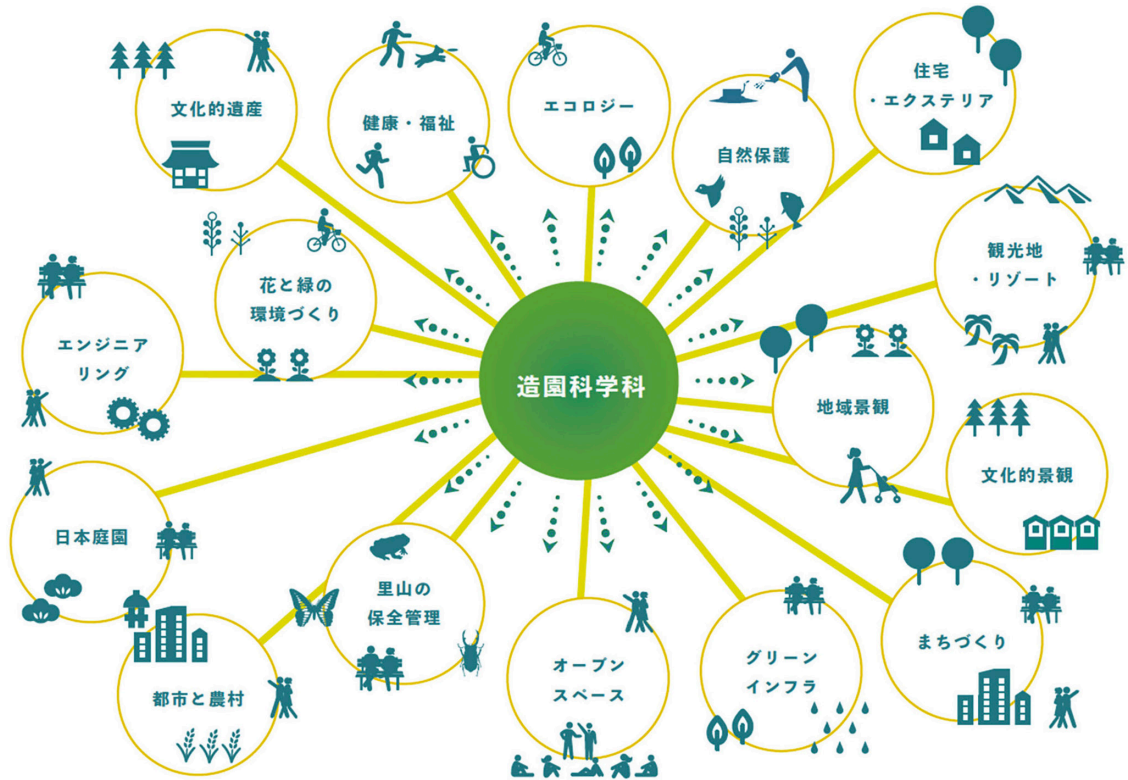 文化的遺産
健康・福祉
エコロジー
自然保護
住宅
・エクステリア
花と緑の
環境づくり
観光地
・リゾート
エンジニア
リング
造園科学科
地域景観
文化的景観
日本庭園
里山の
保全管理
都市と農村
オープン
スペース
グリーン
インフラ
まちづくり